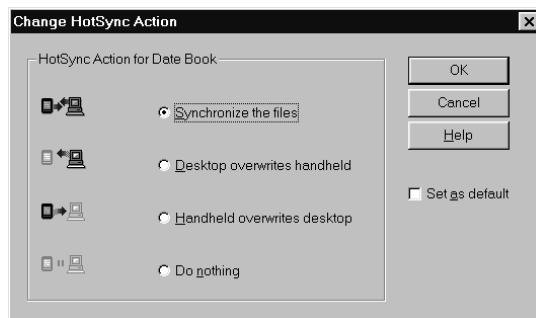 Change HotSync Action
HotSync Action for Date Book
Synchronize the files
Desktop overwrites handheld
Handheld overwrites desktop
Do nothing
OK
Cancel
Help
Set as default